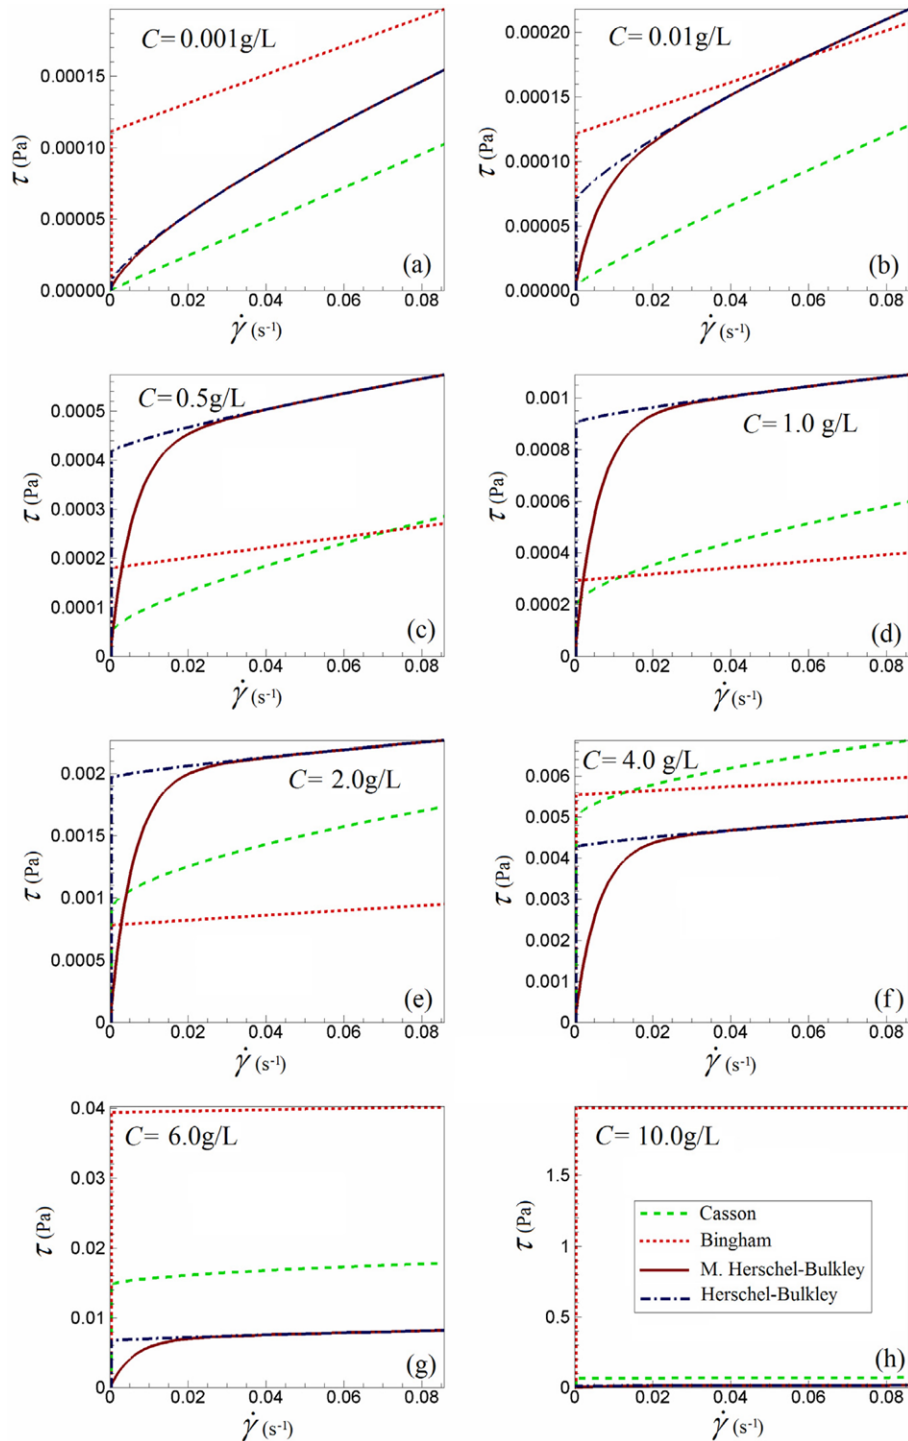 C= 0.001g/L
0.00015
0.00010
0.00005
0.00000
τ (Pa)
0.02 0.04 0.06 0.08
γ̇ (s⁻¹)
(a)
C= 0.01g/L
0.00020
0.00015
0.00010
0.00005
0.00000
τ (Pa)
0 0.02 0.04 0.06 0.08
γ̇ (s⁻¹)
(b)
C= 0.5g/L
0.0005
0.0004
0.0003
0.0002
0.0001
0
τ (Pa)
0 0.02 0.04 0.06 0.08
γ̇ (s⁻¹)
(c)
C= 1.0 g/L
0.001
0.0008
0.0006
0.0004
0.0002
0
τ (Pa)
0 0.02 0.04 0.06 0.08
γ̇ (s⁻¹)
(d)
C= 2.0g/L
0.002
0.0015
0.001
0.0005
0
τ (Pa)
0 0.02 0.04 0.06 0.08
γ̇ (s⁻¹)
(e)
C= 4.0 g/L
0.006
0.005
0.004
0.003
0.002
0.001
0
τ (Pa)
0 0.02 0.04 0.06 0.08
γ̇ (s⁻¹)
(f)
C= 6.0g/L
0.04
0.03
0.02
0.01
0
τ (Pa)
0 0.02 0.04 0.06 0.08
γ̇ (s⁻¹)
(g)
C= 10.0g/L
1.5
1
0.5
0
τ (Pa)
0 0.02 0.04 0.06 0.08
γ̇ (s⁻¹)
Casson
Bingham
M. Herschel-Bulkley
Herschel-Bulkley
(h)